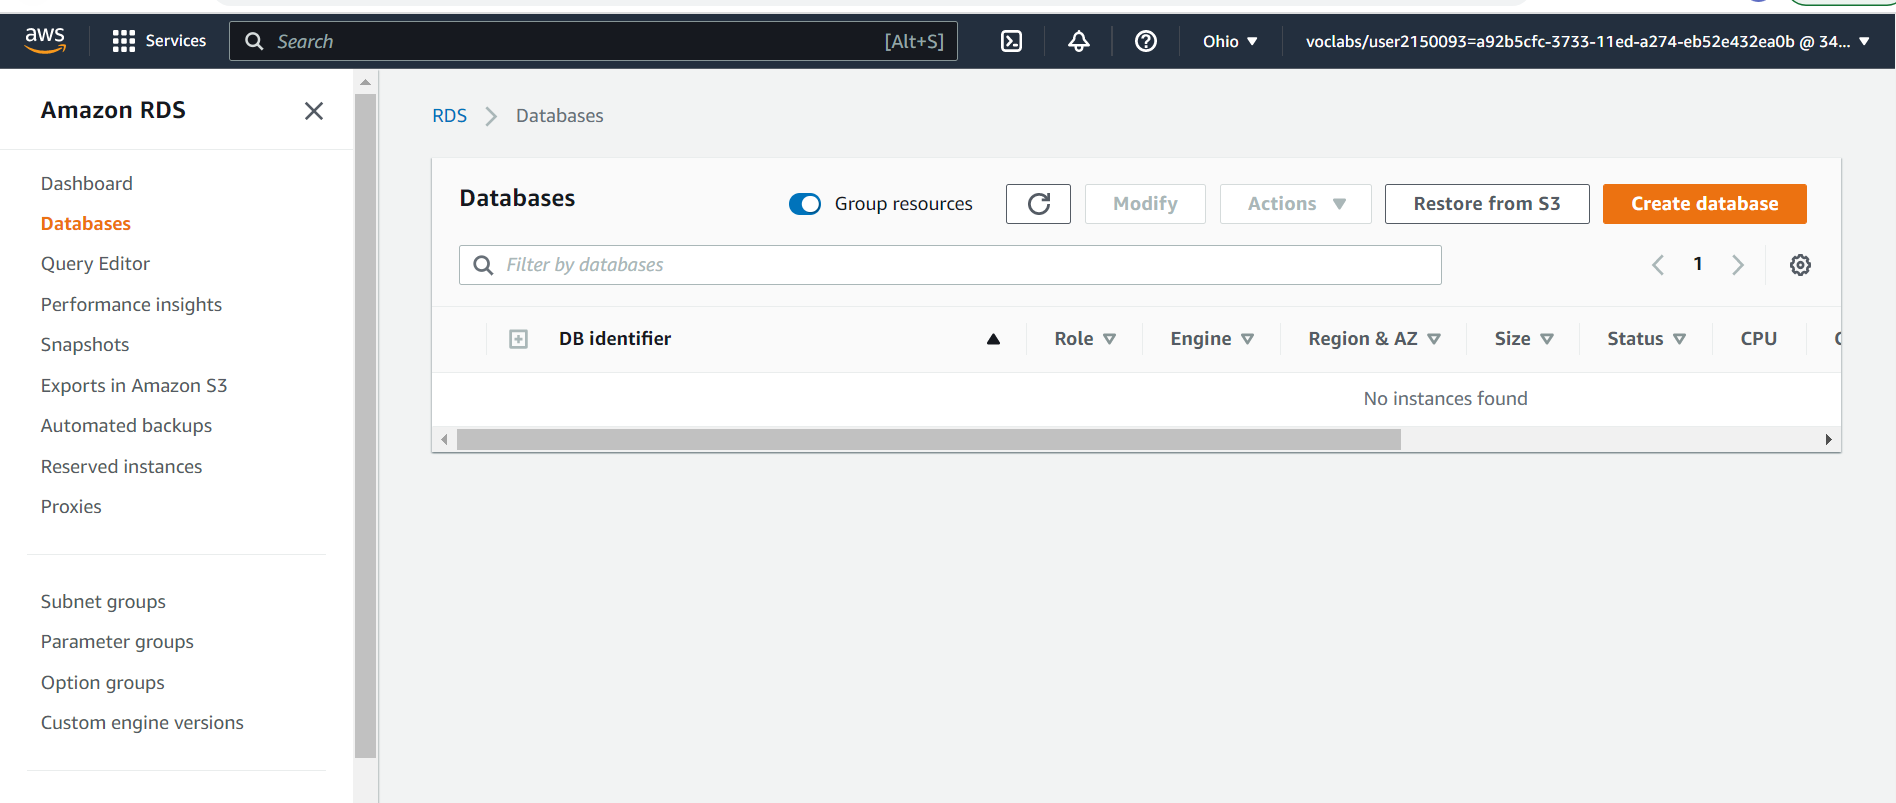 aws
Services
Search
[Alt+S]
Ohio
voclabs/user2150093=a92b5cfc-3733-11ed-a274-eb52e432ea0b @ 34...
Amazon RDS
Dashboard
Databases
Query Editor
Performance insights
Snapshots
Exports in Amazon S3
Automated backups
Reserved instances
Proxies
Subnet groups
Parameter groups
Option groups
Custom engine versions
RDS
Databases
Databases
Group resources
Modify
Actions
Restore from S3
Create database
Filter by databases
1
DB identifier
Role
Engine
Region & AZ
Size
Status
CPU
No instances found